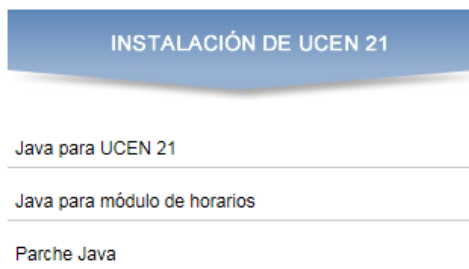 INSTALACIÓN DE UCEN 21
Java para UCEN 21
Java para módulo de horarios
Parche Java